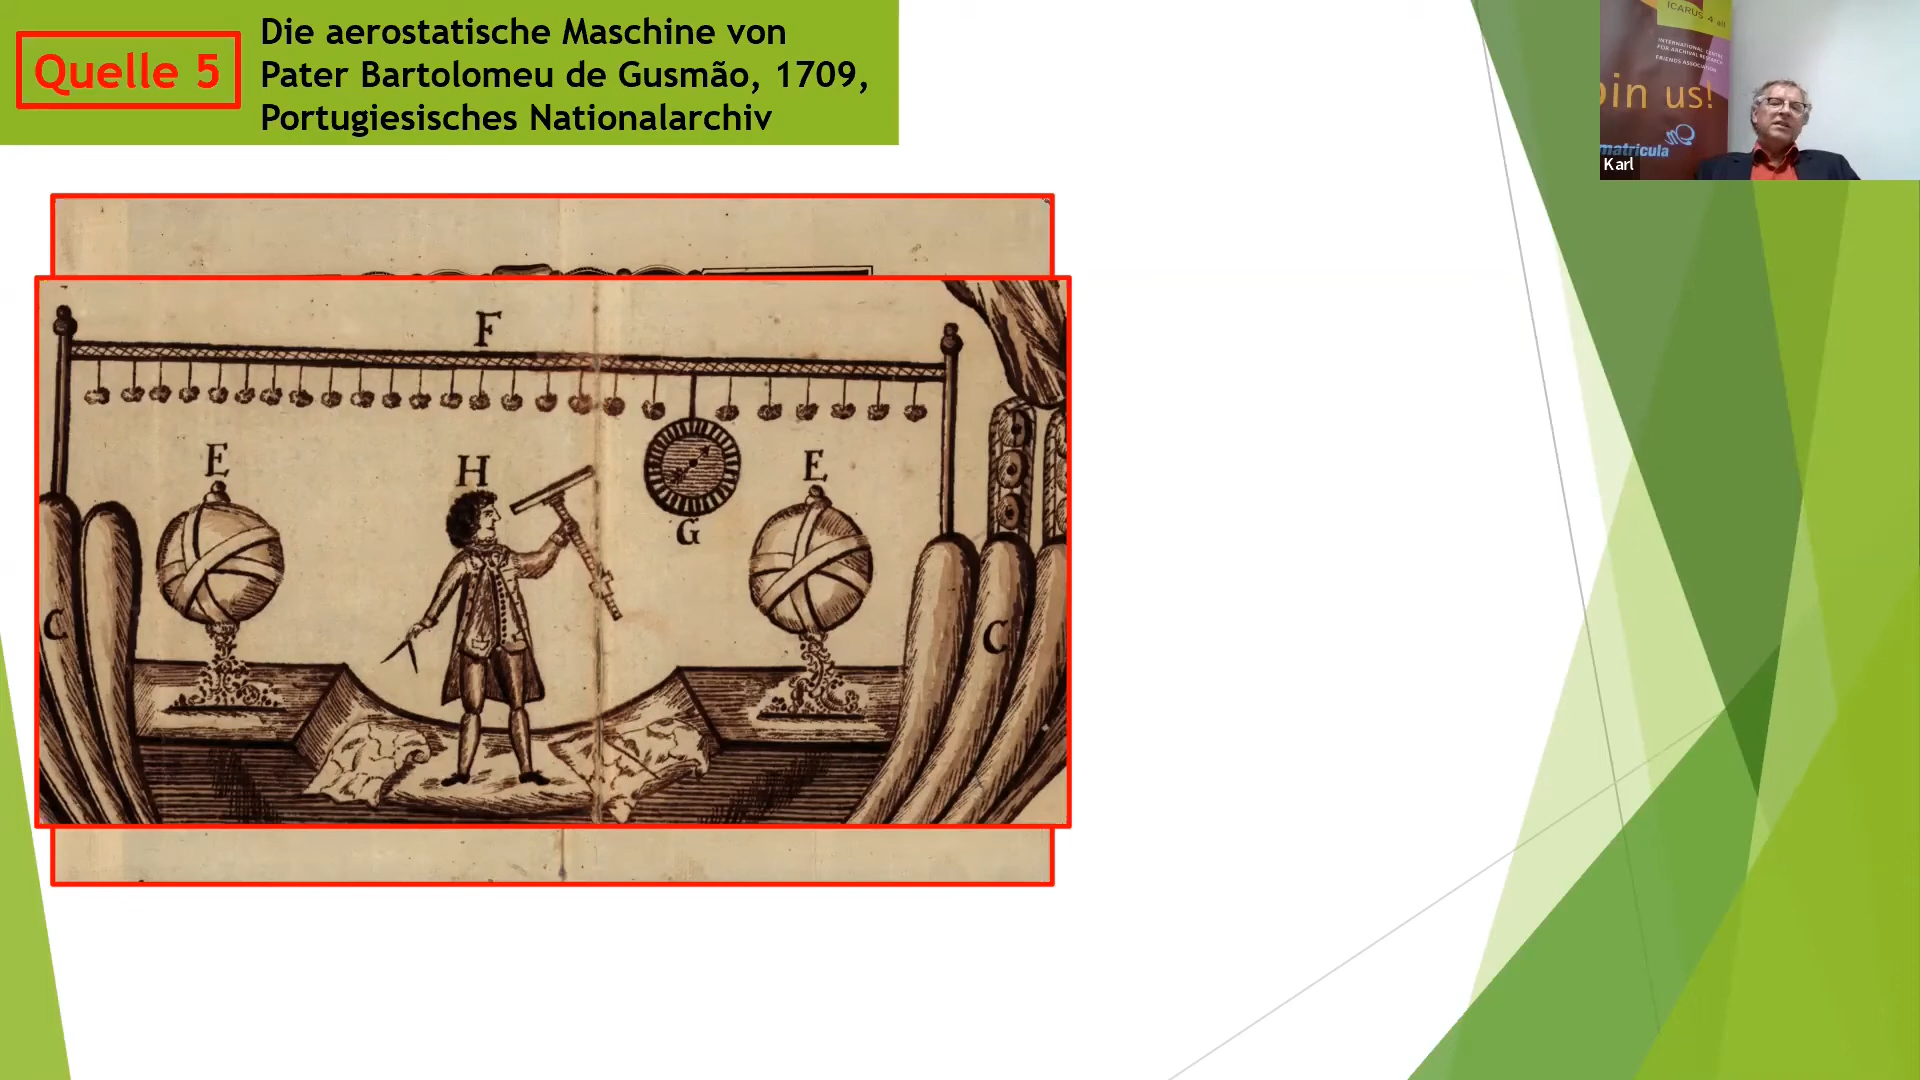 Quelle 5
Die aerostatische Maschine von
Pater Bartolomeu de Gusmão, 1709,
Portugiesisches Nationalarchiv
ICARUS 4 all
INTERNATIONAL CENTRE
FOR ARCHIVAL RESEARCH
FRIENDS ASSOCIATION
oin us!
matricula
Karl
F
E
H
E
G
C
C